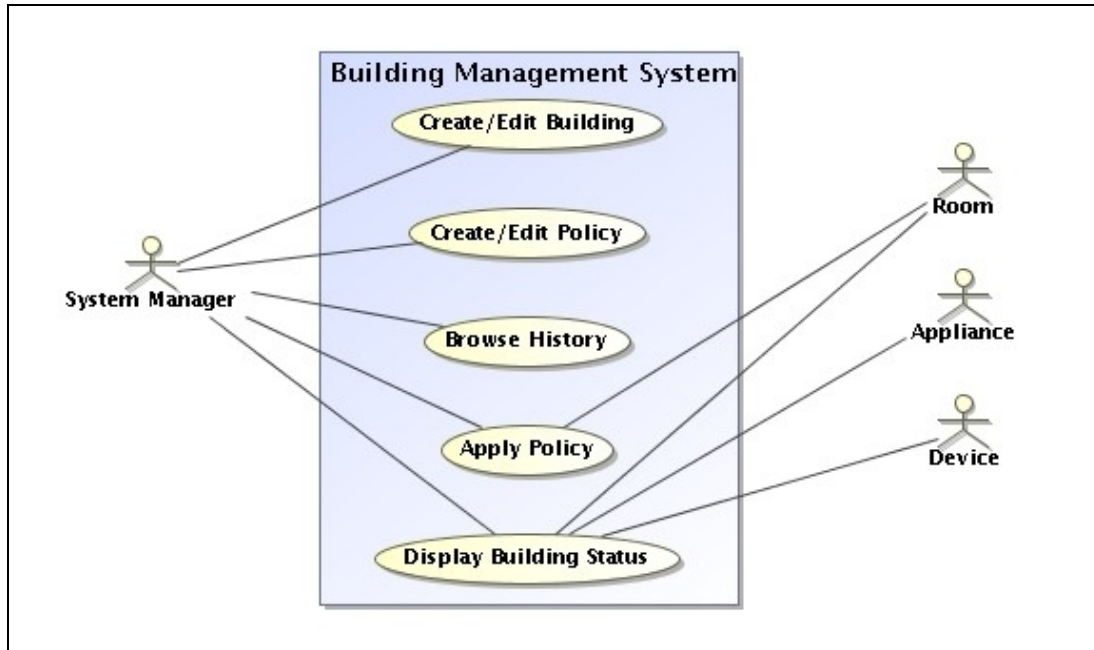 Building Management System
Create/Edit Building
Create/Edit Policy
Browse History
Apply Policy
Display Building Status
System Manager
Room
Appliance
Device